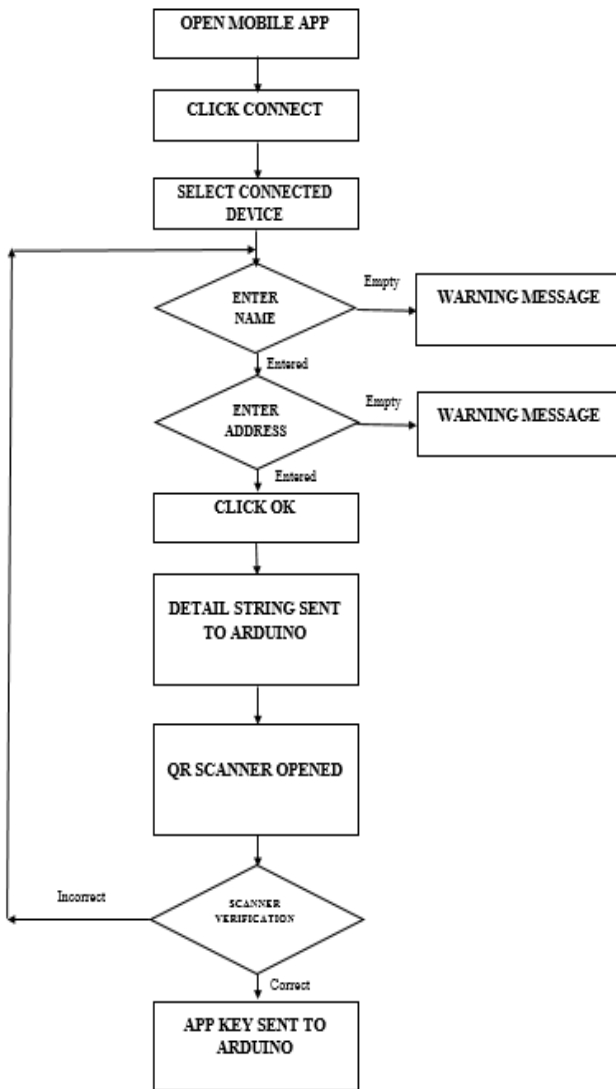 OPEN MOBILE APP
CLICK CONNECT
SELECT CONNECTED
DEVICE
ENTER
NAME
Empty
WARNING MESSAGE
Entered
ENTER
ADDRESS
Empty
WARNING MESSAGE
Entered
CLICK OK
DETAIL STRING SENT
TO ARDUINO
QR SCANNER OPENED
Incorrect
SCANNER
VERIFICATION
Correct
APP KEY SENT TO
ARDUINO